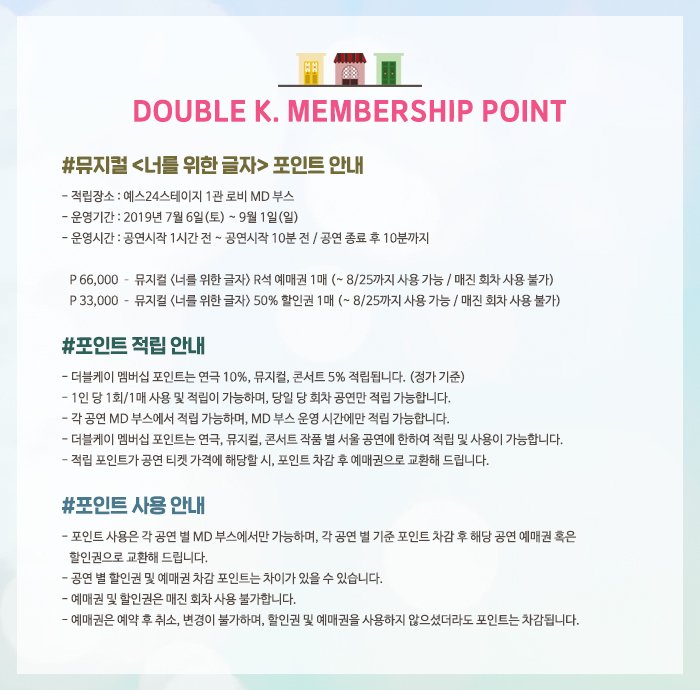 DOUBLE K. MEMBERSHIP POINT
#뮤지컬 <너를 위한 글자> 포인트 안내
- 적립장소 : 예스24스테이지 1관 로비 MD 부스
- 운영기간 : 2019년 7월 6일(토) ~ 9월 1일(일)
- 운영시간 : 공연시작 1시간 전 ~ 공연시작 10분 전 / 공연 종료 후 10분까지
P 66,000 - 뮤지컬 <너를 위한 글자> R석 예매권 1매 (~ 8/25까지 사용 가능 / 매진 회차 사용 불가)
P 33,000 - 뮤지컬 <너를 위한 글자> 50% 할인권 1매 (~ 8/25까지 사용 가능 / 매진 회차 사용 불가)
#포인트 적립 안내
- 더블케이 멤버십 포인트는 연극 10%, 뮤지컬, 콘서트 5% 적립됩니다. (정가 기준)
- 1인 당 1회/1매 사용 및 적립이 가능하며, 당일 당 회차 공연만 적립 가능합니다.
- 각 공연 MD 부스에서 적립 가능하며, MD 부스 운영 시간에만 적립 가능합니다.
- 더블케이 멤버십 포인트는 연극, 뮤지컬, 콘서트 작품 별 서울 공연에 한하여 적립 및 사용이 가능합니다.
- 적립 포인트가 공연 티켓 가격에 해당할 시, 포인트 차감 후 예매권으로 교환해 드립니다.
#포인트 사용 안내
- 포인트 사용은 각 공연 별 MD 부스에서만 가능하며, 각 공연 별 기준 포인트 차감 후 해당 공연 예매권 혹은
할인권으로 교환해 드립니다.
- 공연 별 할인권 및 예매권 차감 포인트는 차이가 있을 수 있습니다.
- 예매권 및 할인권은 매진 회차 사용 불가합니다.
- 예매권은 예약 후 취소, 변경이 불가하며, 할인권 및 예매권을 사용하지 않으셨더라도 포인트는 차감됩니다.